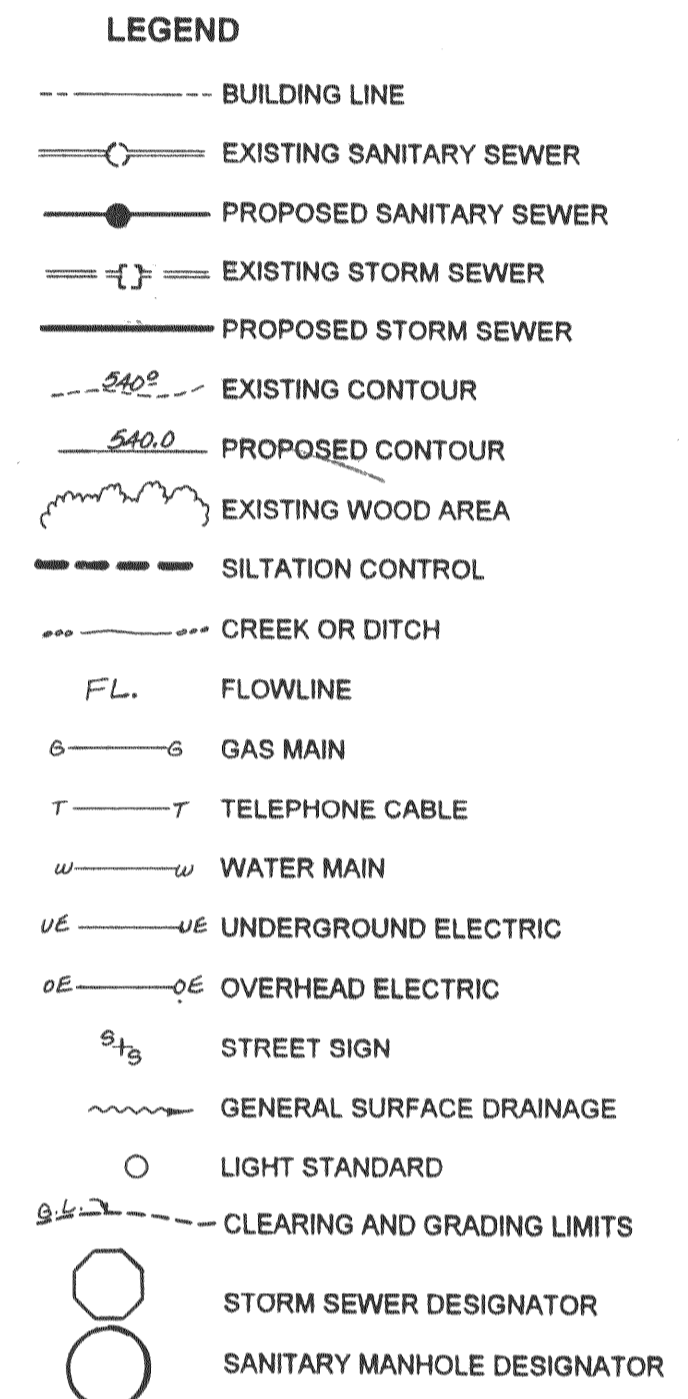 LEGEND
BUILDING LINE
EXISTING SANITARY SEWER
PROPOSED SANITARY SEWER
EXISTING STORM SEWER
PROPOSED STORM SEWER
540º EXISTING CONTOUR
540.0 PROPOSED CONTOUR
EXISTING WOOD AREA
SILTATION CONTROL
CREEK OR DITCH
FL. FLOWLINE
G G GAS MAIN
T T TELEPHONE CABLE
W W WATER MAIN
UE UE UNDERGROUND ELECTRIC
OE OE OVERHEAD ELECTRIC
S S STREET SIGN
GENERAL SURFACE DRAINAGE
LIGHT STANDARD
G.L. CLEARING AND GRADING LIMITS
STORM SEWER DESIGNATOR
SANITARY MANHOLE DESIGNATOR